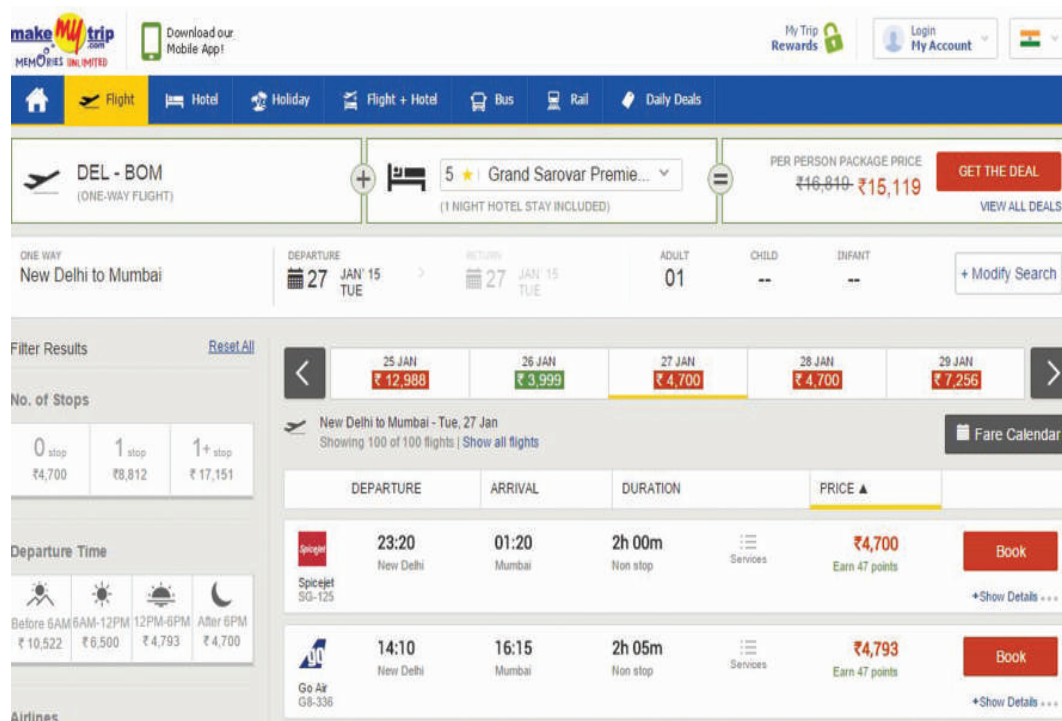 make my trip .com
MEMORIES UNLIMITED
Download our
Mobile App!
My Trip
Rewards
Login
My Account
Flight
Hotel
Holiday
Flight + Hotel
Bus
Rail
Daily Deals
DEL - BOM
(ONE-WAY FLIGHT)
+
5 ★ Grand Sarovar Premie...
(1 NIGHT HOTEL STAY INCLUDED)
=
PER PERSON PACKAGE PRICE
₹16,819 ₹15,119
GET THE DEAL
VIEW ALL DEALS
ONE WAY
New Delhi to Mumbai
DEPARTURE
27 JAN' 15
TUE
RETURN
27 JAN' 15
TUE
ADULT
01
CHILD
--
INFANT
--
+ Modify Search
Filter Results
Reset All
No. of Stops
0 stop
₹4,700
1 stop
₹8,812
1+ stop
₹ 17,151
Departure Time
Before 6AM
₹ 10,522
6AM-12PM
₹ 6,500
12PM-6PM
₹ 4,793
After 6PM
₹ 4,700
Airlines
25 JAN
₹ 12,988
26 JAN
₹ 3,999
27 JAN
₹ 4,700
28 JAN
₹ 4,700
29 JAN
₹ 7,256
New Delhi to Mumbai - Tue, 27 Jan
Showing 100 of 100 flights | Show all flights
Fare Calendar
DEPARTURE ARRIVAL DURATION PRICE ▲
Spicejet
Spicejet
SG-125
23:20
New Delhi
01:20
Mumbai
2h 00m
Non stop
Services
₹4,700
Earn 47 points
Book
+Show Details
go
Go Air
G8-336
14:10
New Delhi
16:15
Mumbai
2h 05m
Non stop
Services
₹4,793
Earn 47 points
Book
+Show Details